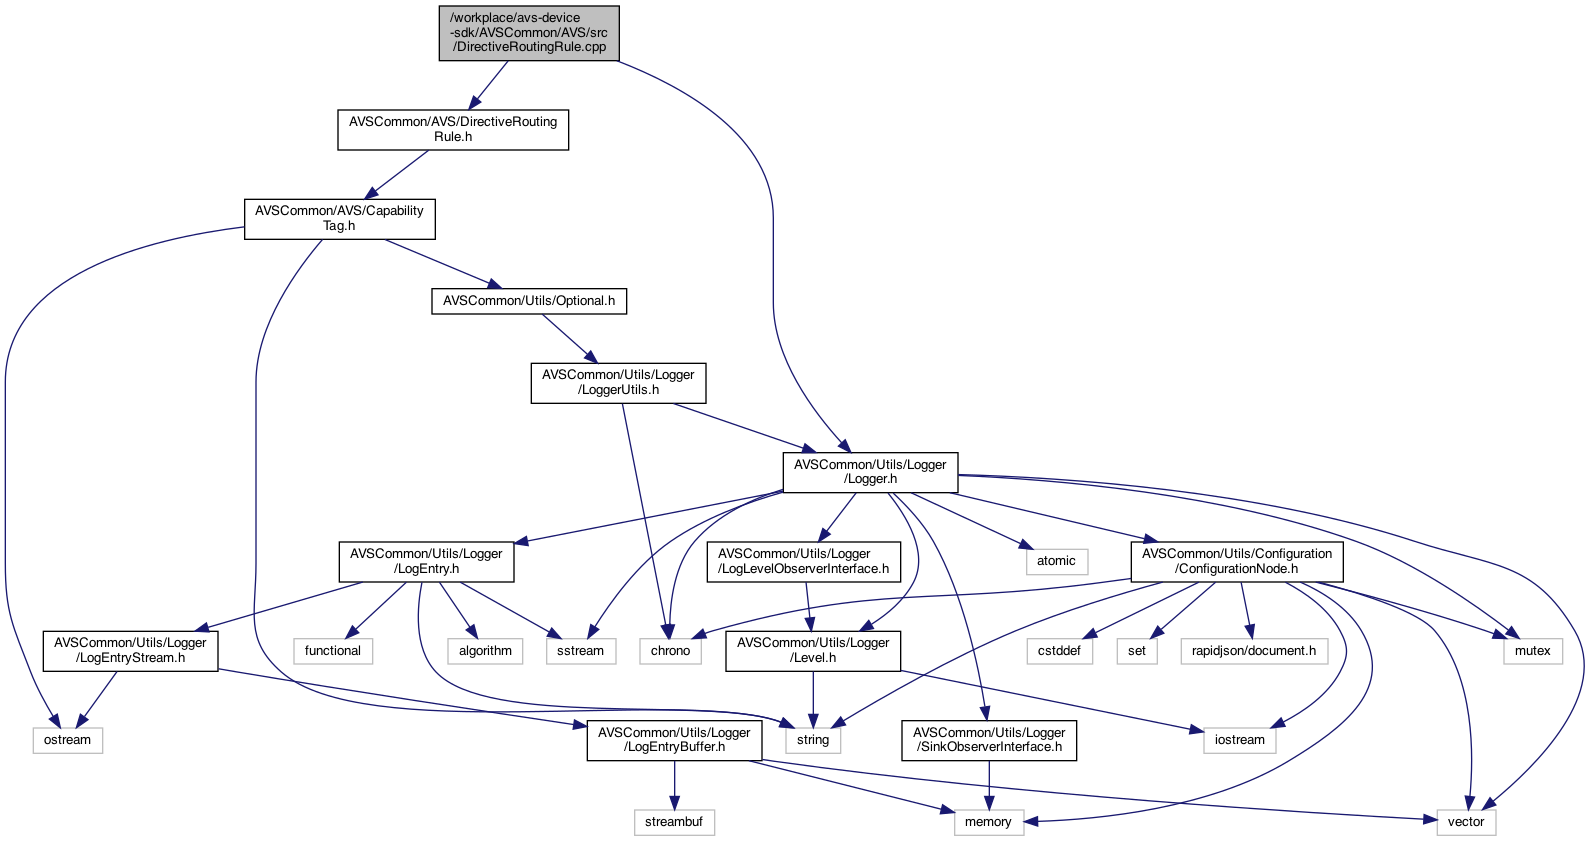 /workplace/avs-device
-sdk/AVSCommon/AVS/src
/DirectiveRoutingRule.cpp
AVSCommon/AVS/DirectiveRouting
Rule.h
AVSCommon/AVS/Capability
Tag.h
AVSCommon/Utils/Optional.h
AVSCommon/Utils/Logger
/LoggerUtils.h
AVSCommon/Utils/Logger
/Logger.h
AVSCommon/Utils/Logger
/LogEntry.h
AVSCommon/Utils/Logger
/LogLevelObserverInterface.h
atomic
AVSCommon/Utils/Configuration
/ConfigurationNode.h
AVSCommon/Utils/Logger
/LogEntryStream.h
functional
algorithm
sstream
chrono
AVSCommon/Utils/Logger
/Level.h
cstddef
set
rapidjson/document.h
mutex
ostream
AVSCommon/Utils/Logger
/LogEntryBuffer.h
string
AVSCommon/Utils/Logger
/SinkObserverInterface.h
iostream
streambuf
memory
vector